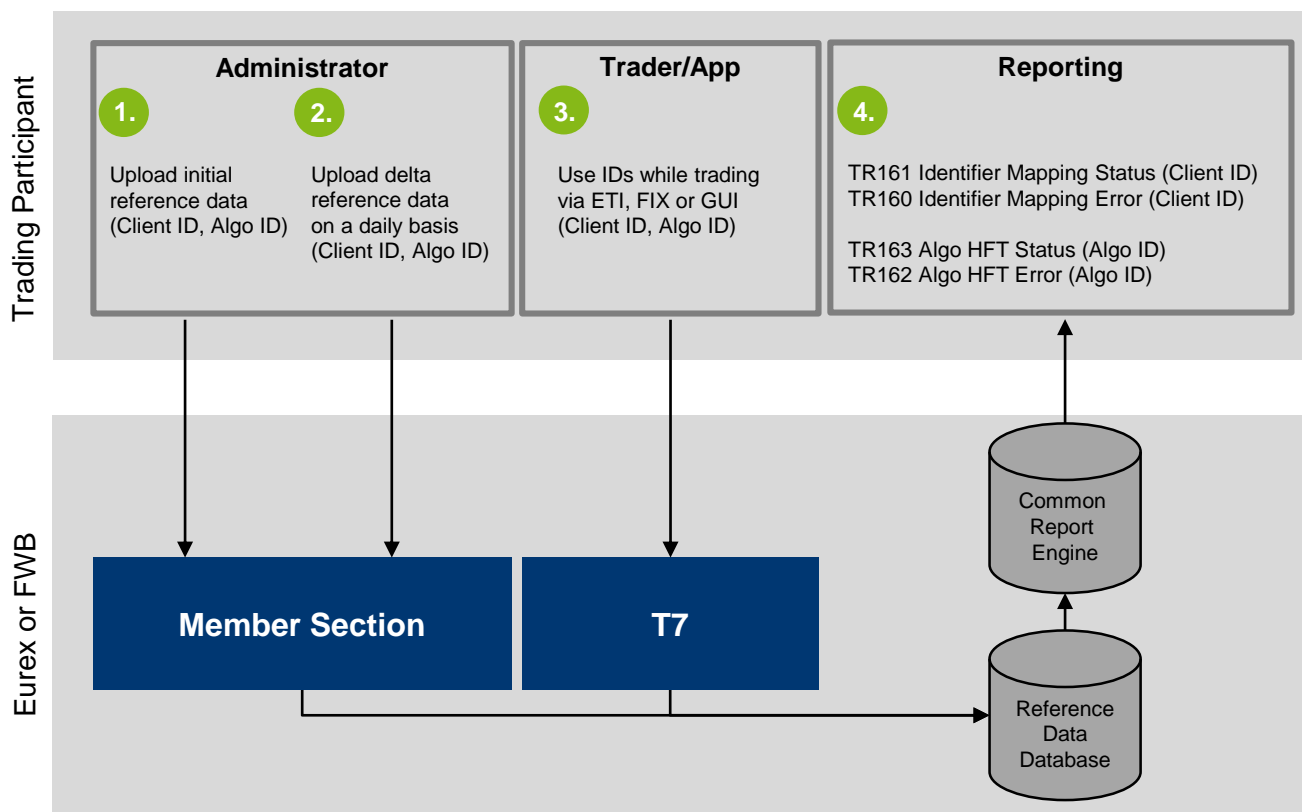 Trading Participant
Administrator
1.
Upload initial
reference data
(Client ID, Algo ID)
2.
Upload delta
reference data
on a daily basis
(Client ID, Algo ID)
Trader/App
3.
Use IDs while trading
via ETI, FIX or GUI
(Client ID, Algo ID)
Reporting
4.
TR161 Identifier Mapping Status (Client ID)
TR160 Identifier Mapping Error (Client ID)
TR163 Algo HFT Status (Algo ID)
TR162 Algo HFT Error (Algo ID)
Eurex or FWB
Member Section
T7
Common
Report
Engine
Reference
Data
Database